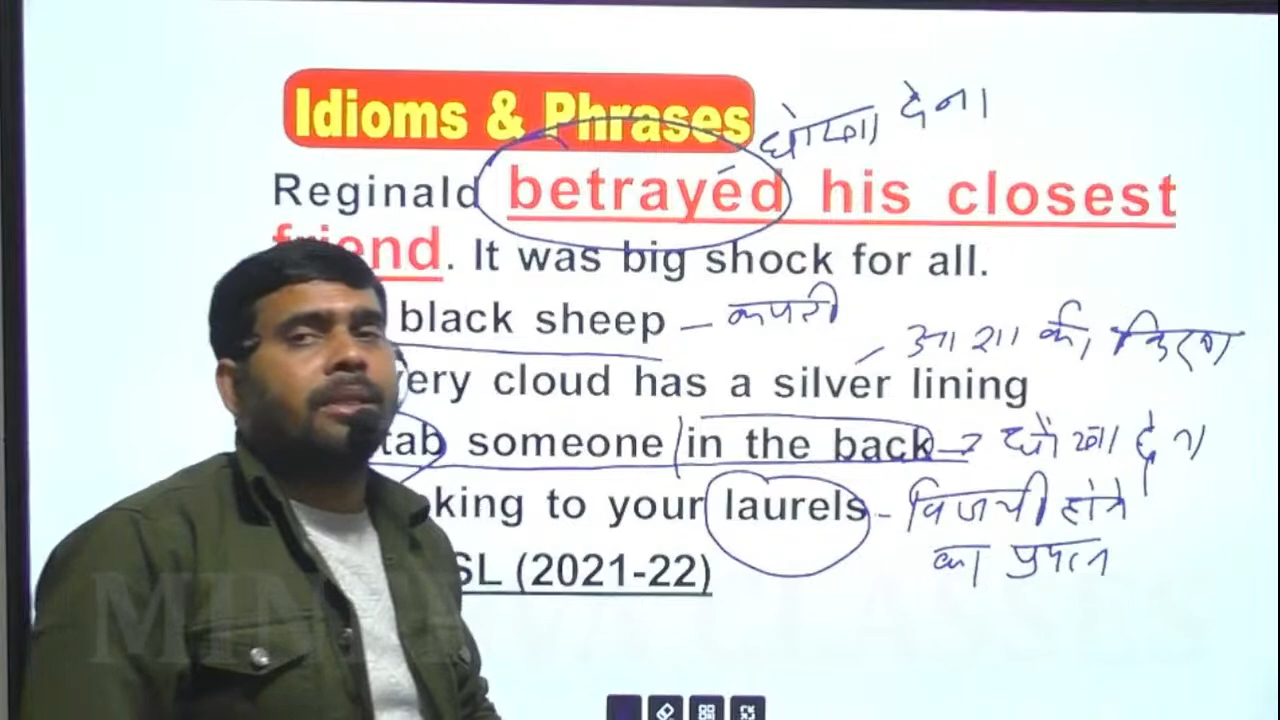 Idioms & Phrases
धोखा देना
Reginald betrayed his closest
friend. It was big shock for all.
black sheep – कपटी
आशा की किरण
very cloud has a silver lining
tab someone in the back → धोखा देना
king to your laurels - विजयी होने
का प्रयत्न
SL (2021-22)